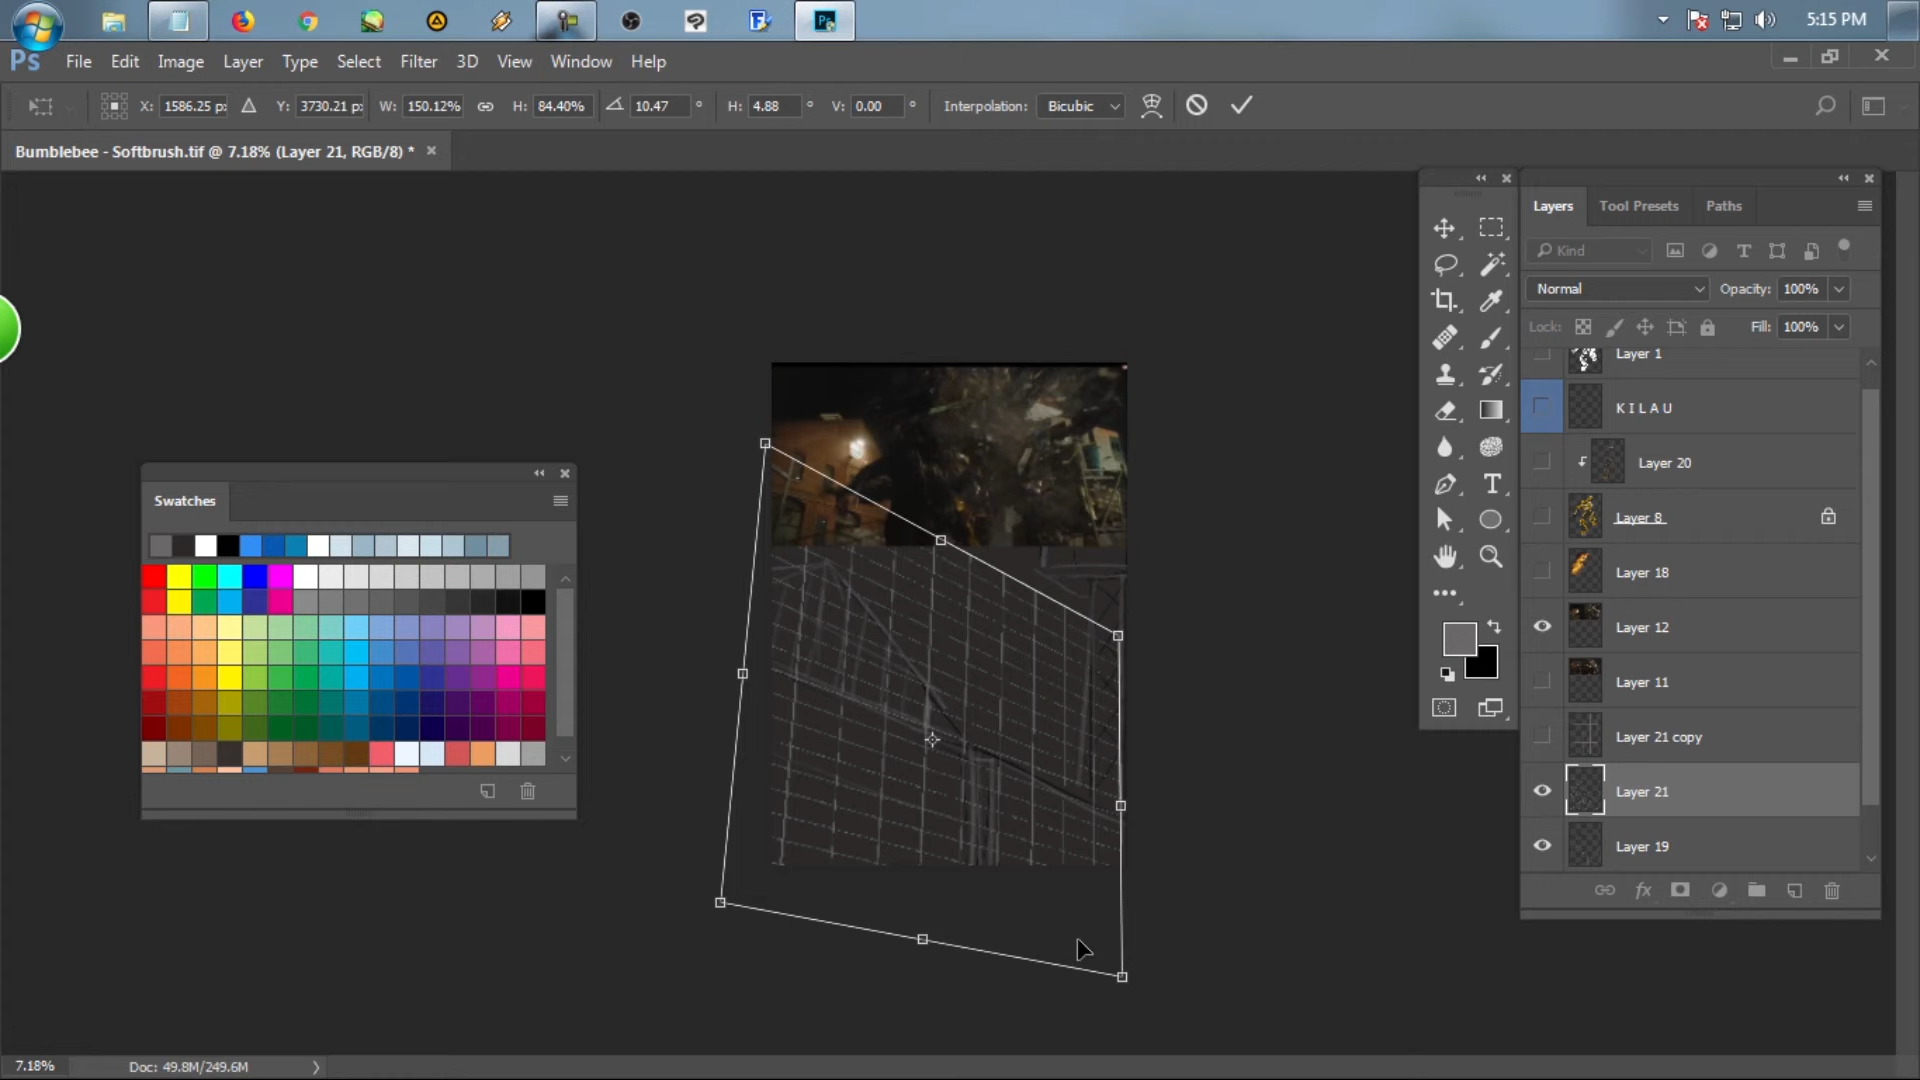 5:15 PM
Ps
File Edit Image Layer Type Select Filter 3D View Window Help
X: 1586.25 px Y: 3730.21 px W: 150.12% H: 84.40% 10.47 ° H: 4.88 ° V: 0.00 ° Interpolation: Bicubic
Bumblebee - Softbrush.tif @ 7.18% (Layer 21, RGB/8) *
Layers Tool Presets Paths
Kind
Normal Opacity: 100%
Lock: Fill: 100%
Layer 1
K I L A U
Layer 20
Layer 8
Layer 18
Layer 12
Layer 11
Layer 21 copy
Layer 21
Layer 19
fx
Swatches
7.18% Doc: 49.8M/249.6M